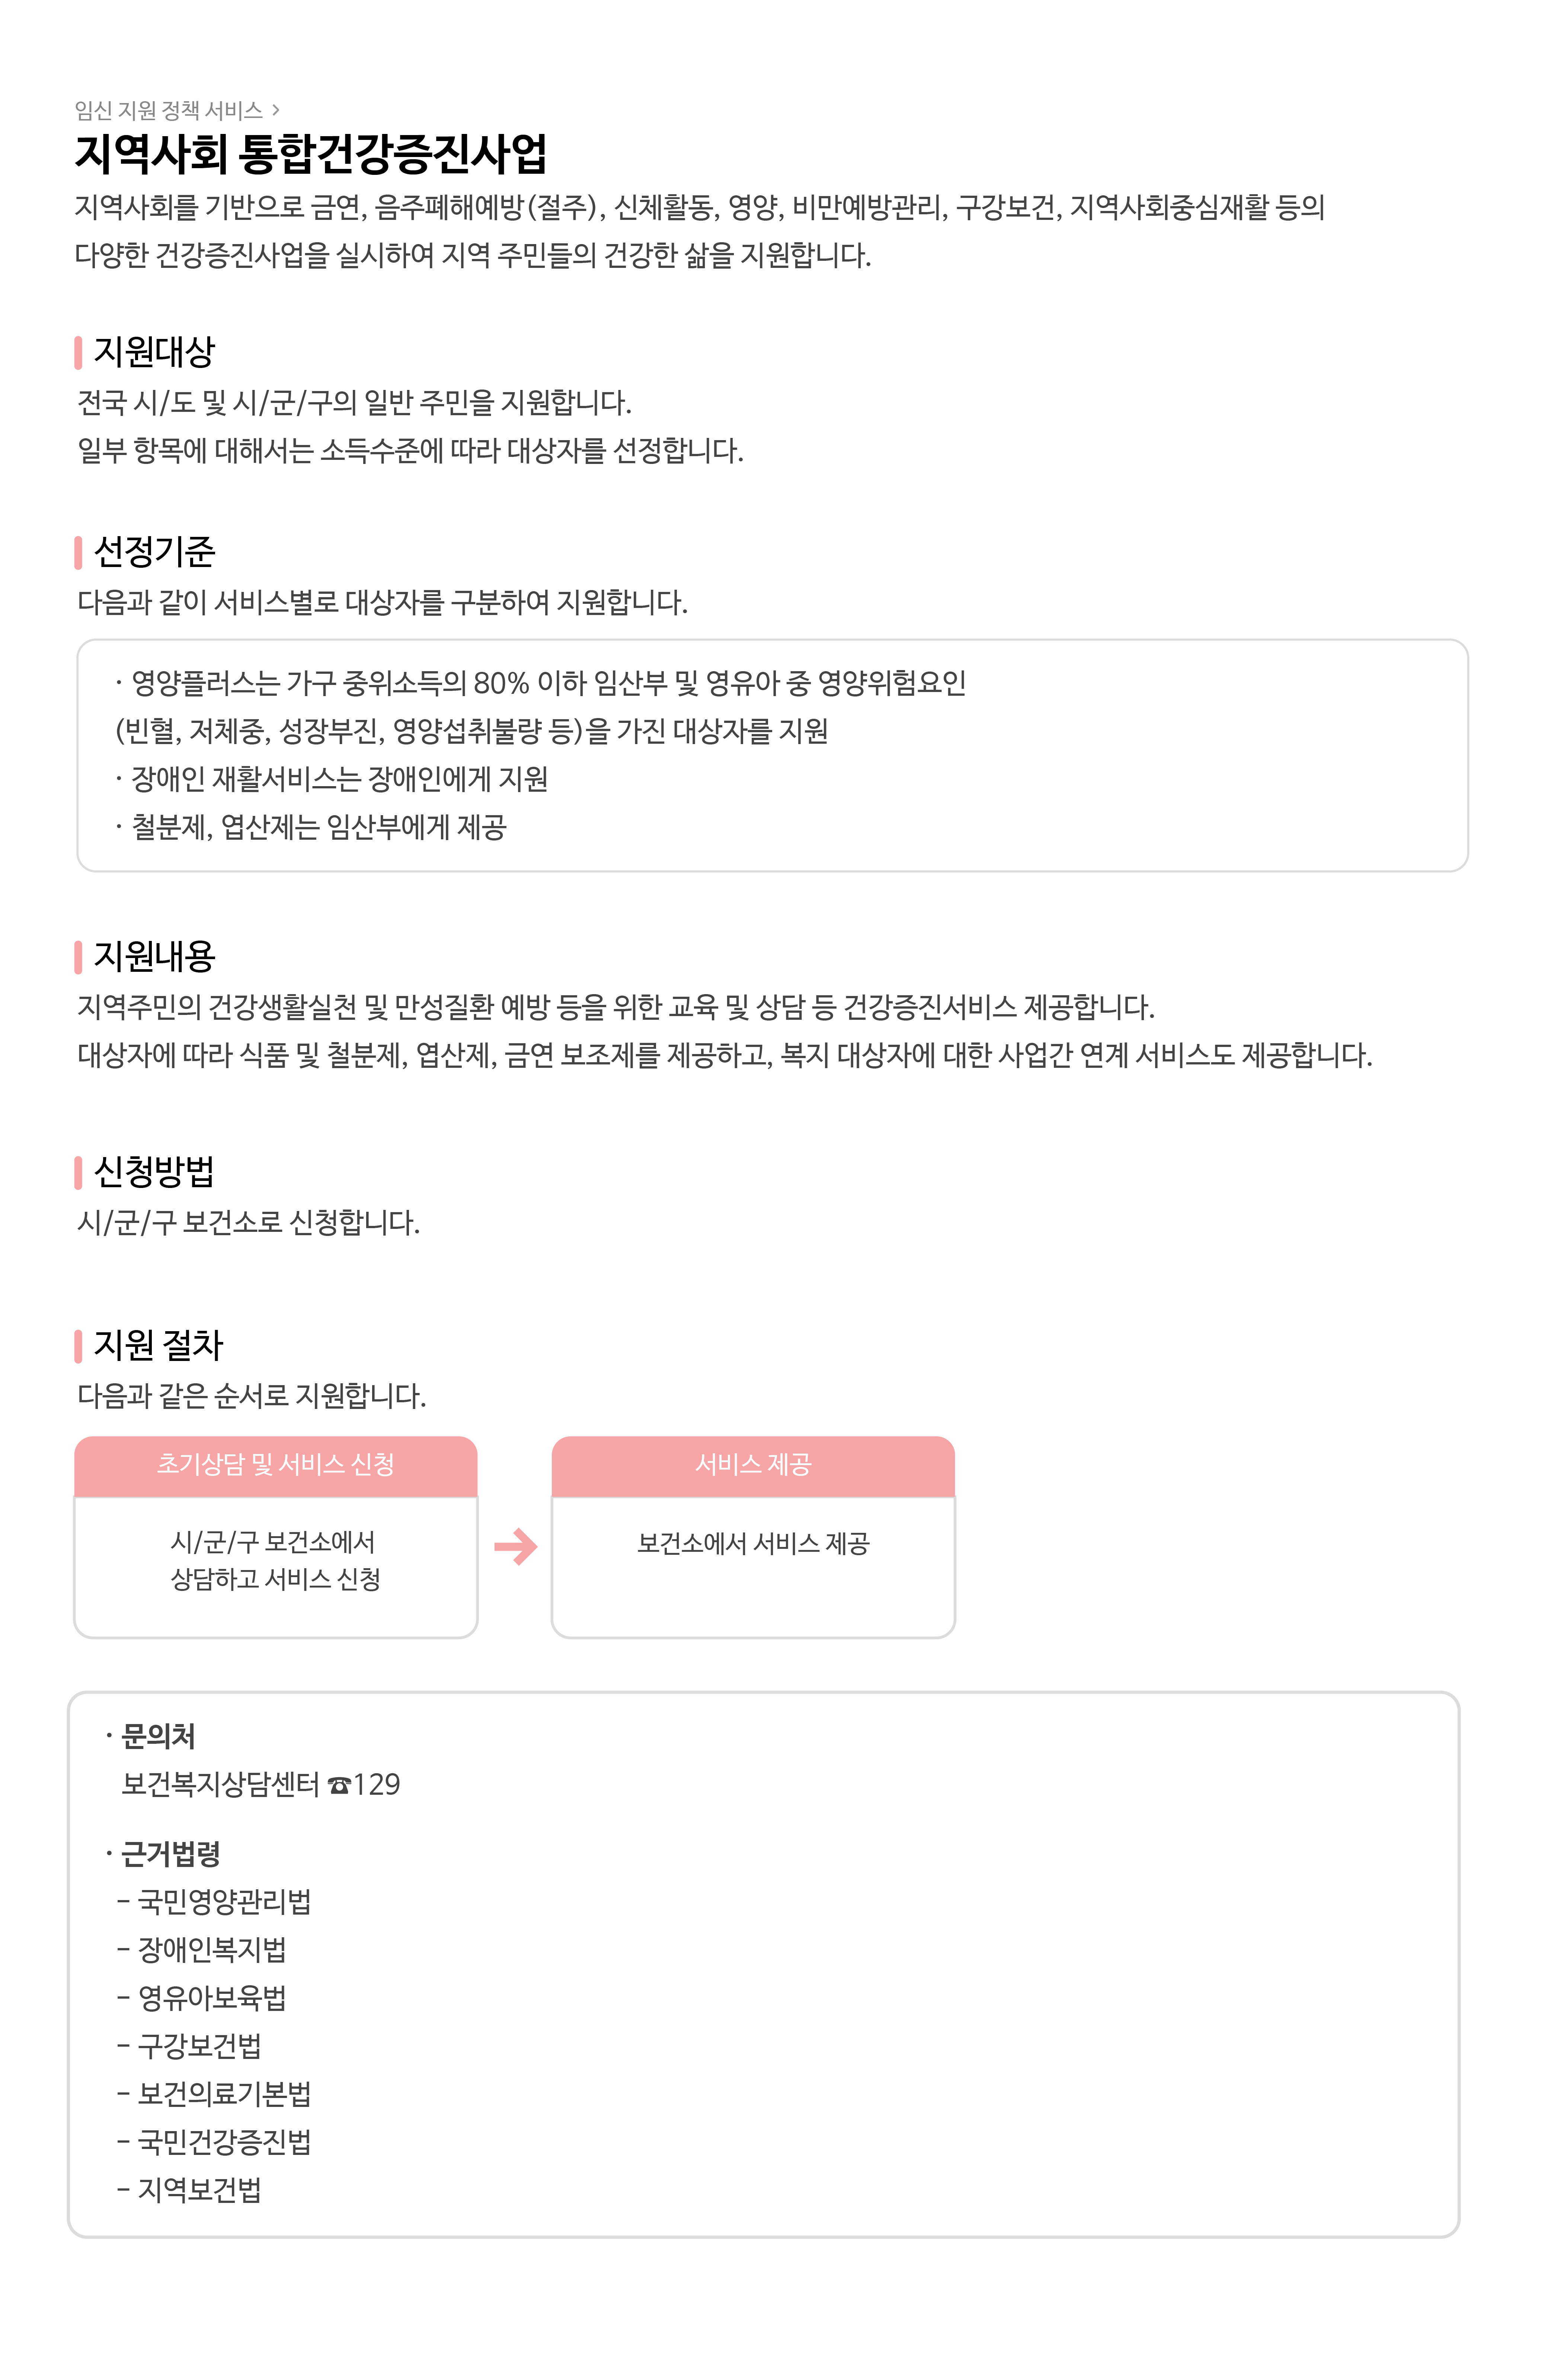 임신 지원 정책 서비스 >
지역사회 통합건강증진사업
지역사회를 기반으로 금연, 음주폐해예방(절주), 신체활동, 영양, 비만예방관리, 구강보건, 지역사회중심재활 등의
다양한 건강증진사업을 실시하여 지역 주민들의 건강한 삶을 지원합니다.
지원대상
전국 시/도 및 시/군/구의 일반 주민을 지원합니다.
일부 항목에 대해서는 소득수준에 따라 대상자를 선정합니다.
선정기준
다음과 같이 서비스별로 대상자를 구분하여 지원합니다.
· 영양플러스는 가구 중위소득의 80% 이하 임산부 및 영유아 중 영양위험요인
(빈혈, 저체중, 성장부진, 영양섭취불량 등)을 가진 대상자를 지원
· 장애인 재활서비스는 장애인에게 지원
· 철분제, 엽산제는 임산부에게 제공
지원내용
지역주민의 건강생활실천 및 만성질환 예방 등을 위한 교육 및 상담 등 건강증진서비스 제공합니다.
대상자에 따라 식품 및 철분제, 엽산제, 금연 보조제를 제공하고, 복지 대상자에 대한 사업간 연계 서비스도 제공합니다.
신청방법
시/군/구 보건소로 신청합니다.
지원 절차
다음과 같은 순서로 지원합니다.
초기상담 및 서비스 신청
시/군/구 보건소에서
상담하고 서비스 신청
서비스 제공
보건소에서 서비스 제공
· 문의처
보건복지상담센터 ☎129
· 근거법령
– 국민영양관리법
– 장애인복지법
– 영유아보육법
– 구강보건법
– 보건의료기본법
– 국민건강증진법
– 지역보건법